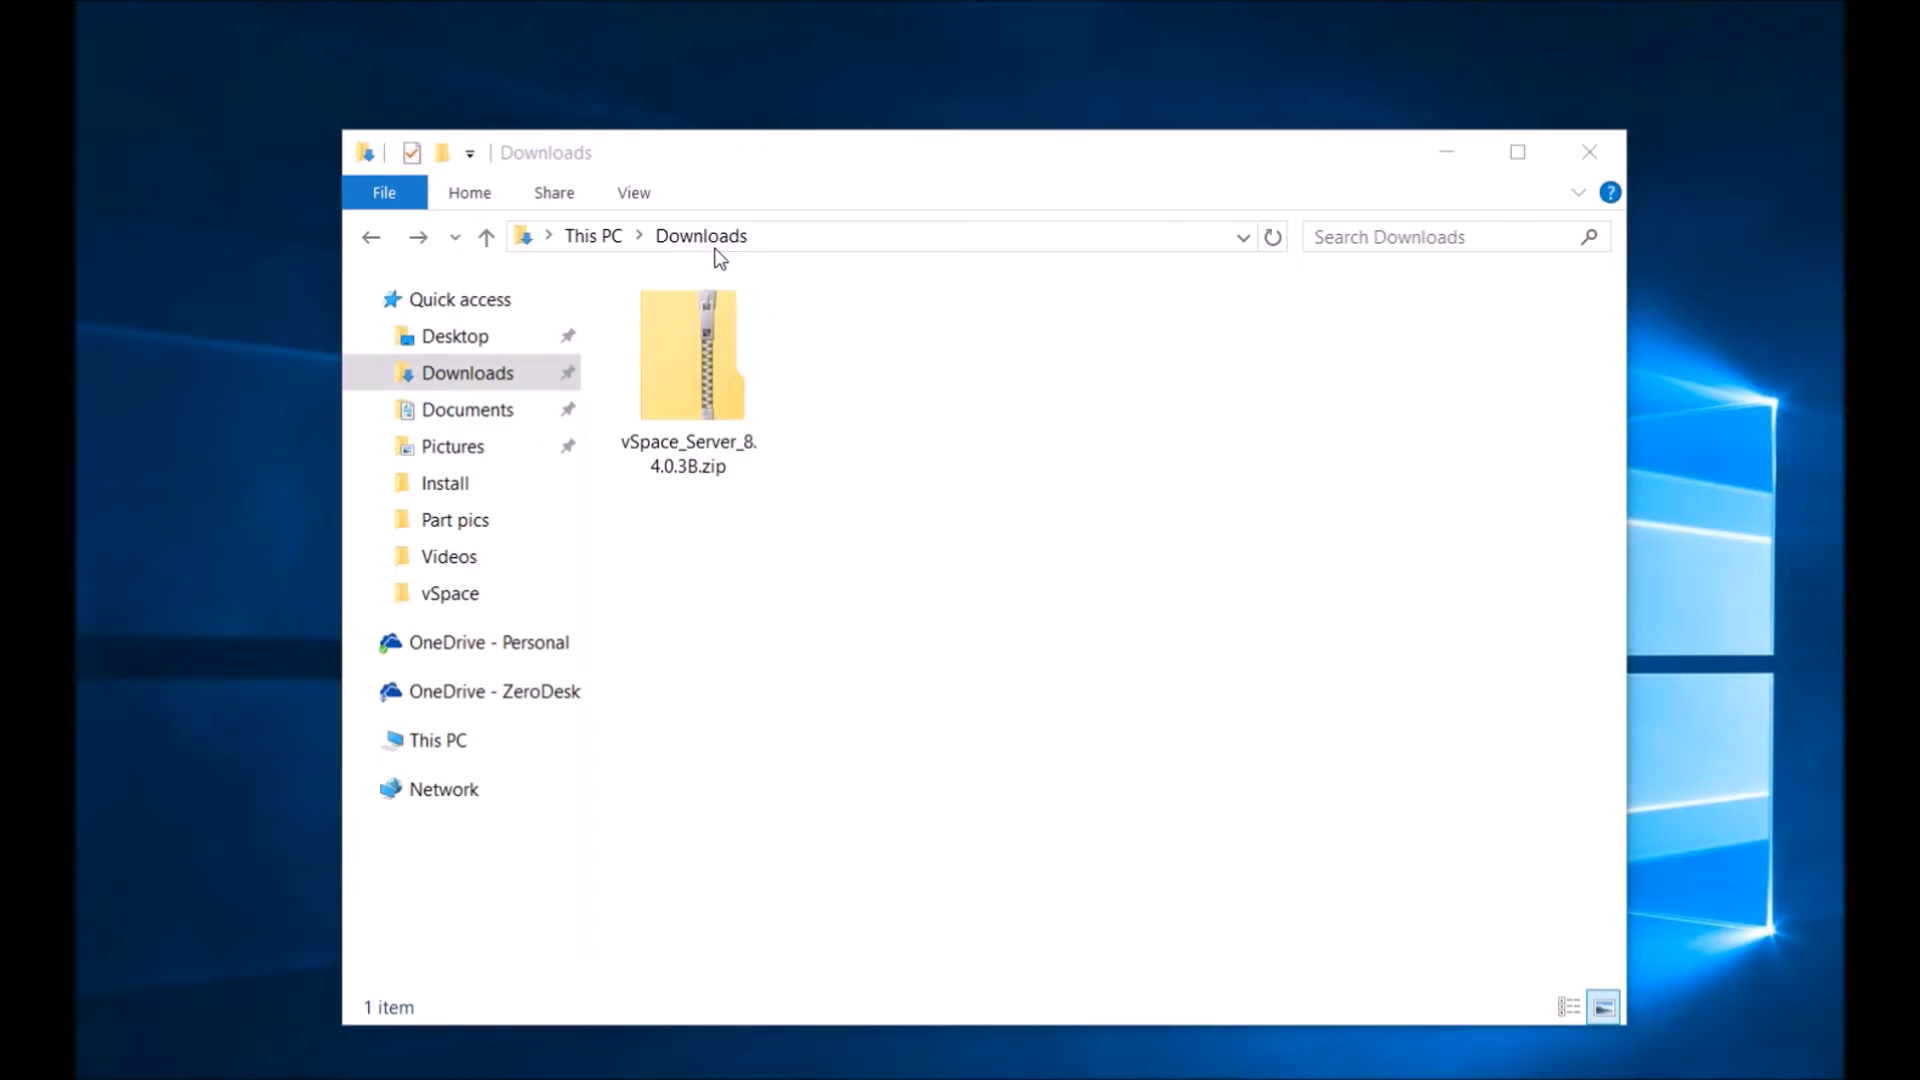 Downloads
File Home Share View
?
This PC Downloads
Search Downloads
Quick access
Desktop
Downloads
Documents
Pictures
Install
Part pics
Videos
vSpace
OneDrive - Personal
OneDrive - ZeroDesk
This PC
Network
vSpace_Server_8.
4.0.3B.zip
1 item